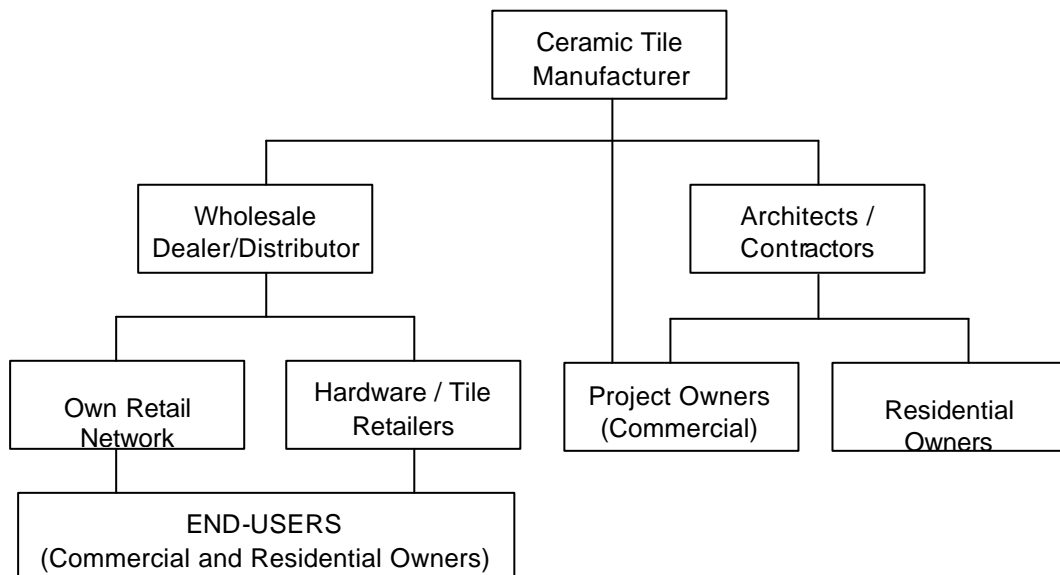 Ceramic Tile
Manufacturer
Wholesale
Dealer/Distributor
Architects /
Contractors
Own Retail
Network
Hardware / Tile
Retailers
Project Owners
(Commercial)
Residential
Owners
END-USERS
(Commercial and Residential Owners)